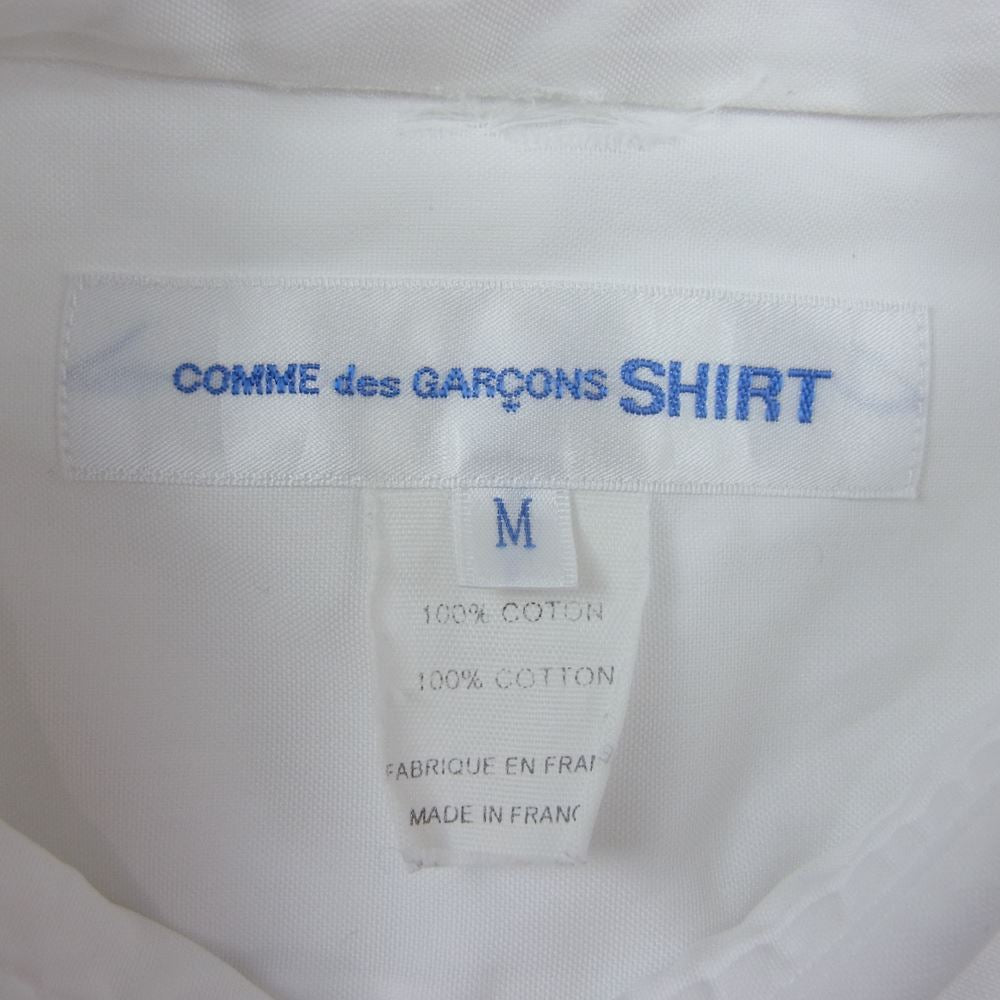 COMME des GARÇONS SHIRT
M
100% COTON
100% COTTON
FABRIQUE EN FRAN
MADE IN FRANC